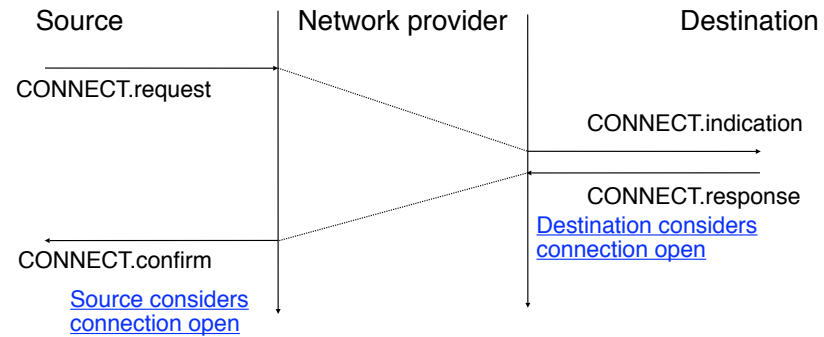 Source
Network provider
Destination
CONNECT.request
CONNECT.indication
CONNECT.response
Destination considers
connection open
CONNECT.confirm
Source considers
connection open